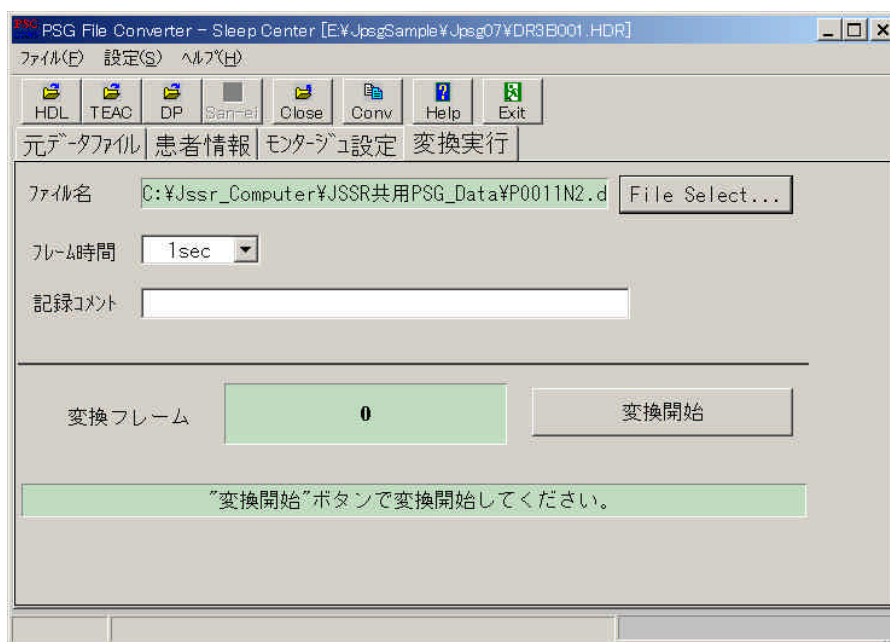 PSG File Converter - Sleep Center [E:¥JpsgSample¥Jpsg07¥DR3B001.HDR]
ファイル(F) 設定(S) ヘルプ(H)
HDL TEAC DP San-ei Close Conv Help Exit
元データファイル 患者情報 モンタージュ設定 変換実行
ファイル名 C:¥Jssr_Computer¥JSSR共用PSG_Data¥P0011N2.d File Select...
フレーム時間 1sec
記録コメント
変換フレーム 0 変換開始
"変換開始"ボタンで変換開始してください。